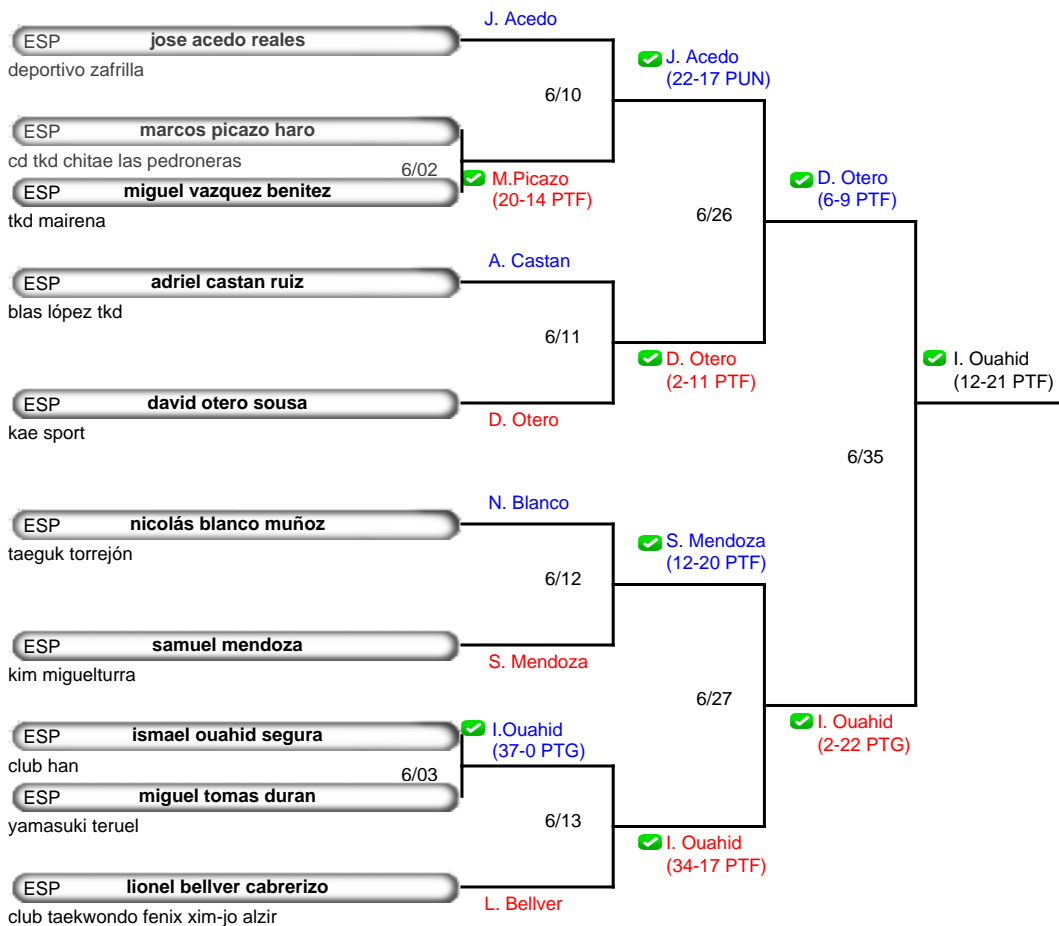 J. Acedo
ESP jose acedo reales
deportivo zafrilla
J. Acedo
(22-17 PUN)
6/10
ESP marcos picazo haro
cd tkd chitae las pedroneras
6/02
M.Picazo
(20-14 PTF)
ESP miguel vazquez benitez
tkd mairena
D. Otero
(6-9 PTF)
6/26
A. Castan
ESP adriel castan ruiz
blas lópez tkd
6/11
D. Otero
(2-11 PTF)
I. Ouahid
(12-21 PTF)
ESP david otero sousa
kae sport
D. Otero
6/35
N. Blanco
ESP nicolás blanco muñoz
taeguk torrejón
S. Mendoza
(12-20 PTF)
6/12
ESP samuel mendoza
kim miguelturra
S. Mendoza
6/27
ESP ismael ouahid segura
club han
I.Ouahid
(37-0 PTG)
I. Ouahid
(2-22 PTG)
6/03
ESP miguel tomas duran
yamasuki teruel
6/13
I. Ouahid
(34-17 PTF)
ESP lionel bellver cabrerizo
club taekwondo fenix xim-jo alzir
L. Bellver